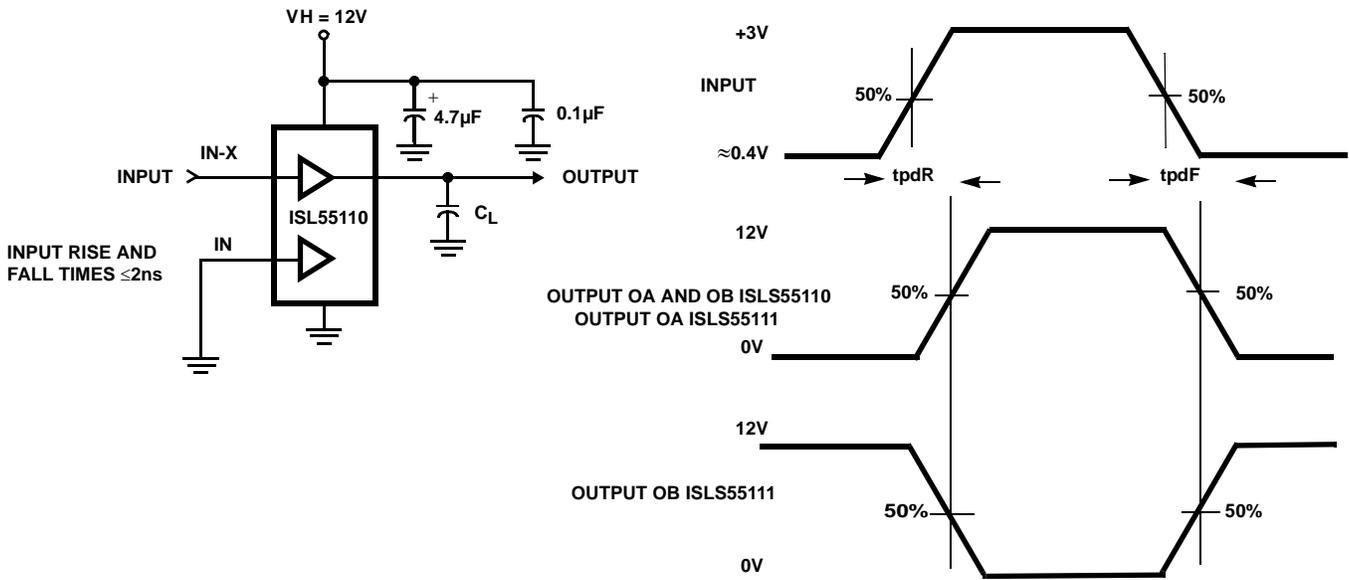 VH = 12V
+
4.7µF
0.1µF
IN-X
INPUT
OUTPUT
ISL55110
CL
IN
INPUT RISE AND
FALL TIMES ≤2ns
+3V
INPUT
50%
50%
≈0.4V
tpdR
tpdF
12V
50%
50%
OUTPUT OA AND OB ISLS55110
OUTPUT OA ISLS55111
0V
12V
OUTPUT OB ISLS55111
50%
50%
0V